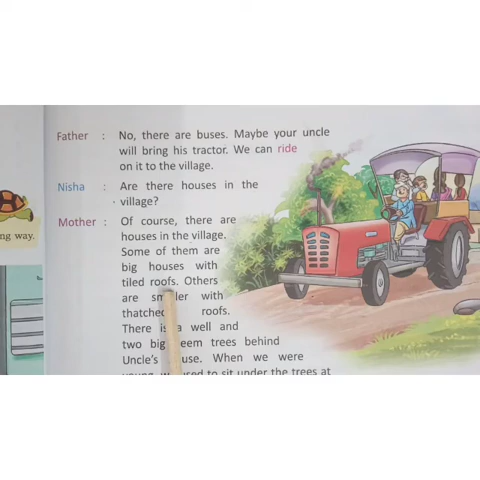 Father : No, there are buses. Maybe your uncle
will bring his tractor. We can ride
on it to the village.
Nisha : Are there houses in the
village?
Mother : Of course, there are
houses in the village.
Some of them are
big houses with
tiled roofs. Others
are with
thatched roofs.
There is a well and
two big trees behind
Uncle's When we were
to sit under the trees at
ng way.